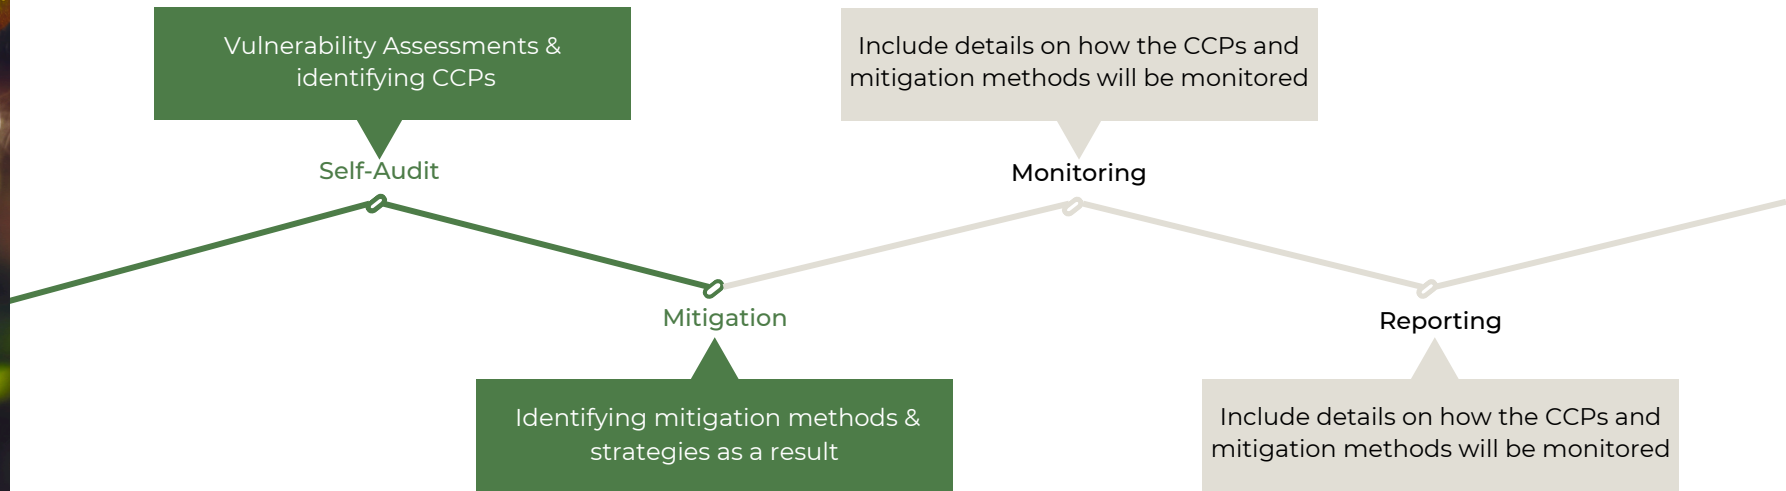 Vulnerability Assessments &
identifying CCPs
Self-Audit
Include details on how the CCPs and
mitigation methods will be monitored
Monitoring
Mitigation
Identifying mitigation methods &
strategies as a result
Reporting
Include details on how the CCPs and
mitigation methods will be monitored